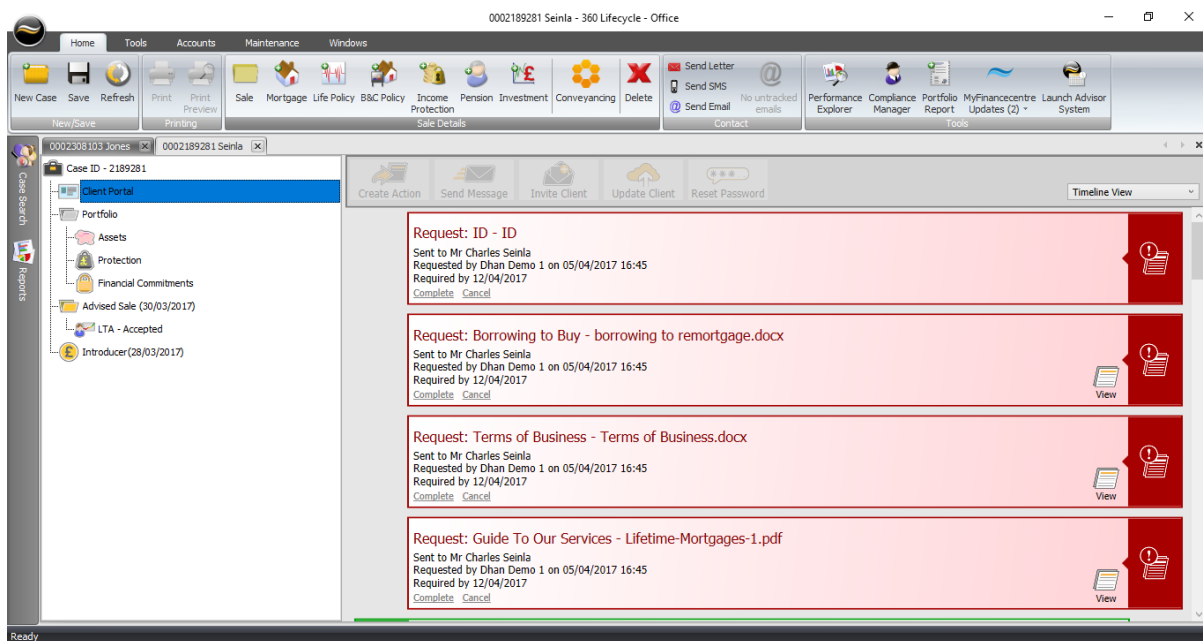 0002189281 Seinla - 360 Lifecycle - Office
Home Tools Accounts Maintenance Windows
New Case Save Refresh
New/Save
Print Print Preview
Printing
Sale Mortgage Life Policy B&C Policy Income Protection Pension Investment Conveyancing Delete
Sale Details
Send Letter
Send SMS
Send Email
No untracked emails
Contact
Performance Explorer Compliance Manager Portfolio Report MyFinancecentre Updates (2) Launch Advisor System
Tools
0002308103 Jones 0002189281 Seinla
Case Search
Reports
Case ID - 2189281
Client Portal
Portfolio
Assets
Protection
Financial Commitments
Advised Sale (30/03/2017)
LTA - Accepted
Introducer(28/03/2017)
Create Action Send Message Invite Client Update Client Reset Password
Timeline View
Request: ID - ID
Sent to Mr Charles Seinla
Requested by Dhan Demo 1 on 05/04/2017 16:45
Required by 12/04/2017
Complete Cancel
Request: Borrowing to Buy - borrowing to remortgage.docx
Sent to Mr Charles Seinla
Requested by Dhan Demo 1 on 05/04/2017 16:45
Required by 12/04/2017
Complete Cancel
View
Request: Terms of Business - Terms of Business.docx
Sent to Mr Charles Seinla
Requested by Dhan Demo 1 on 05/04/2017 16:45
Required by 12/04/2017
Complete Cancel
View
Request: Guide To Our Services - Lifetime-Mortgages-1.pdf
Sent to Mr Charles Seinla
Requested by Dhan Demo 1 on 05/04/2017 16:45
Required by 12/04/2017
Complete Cancel
View
Ready